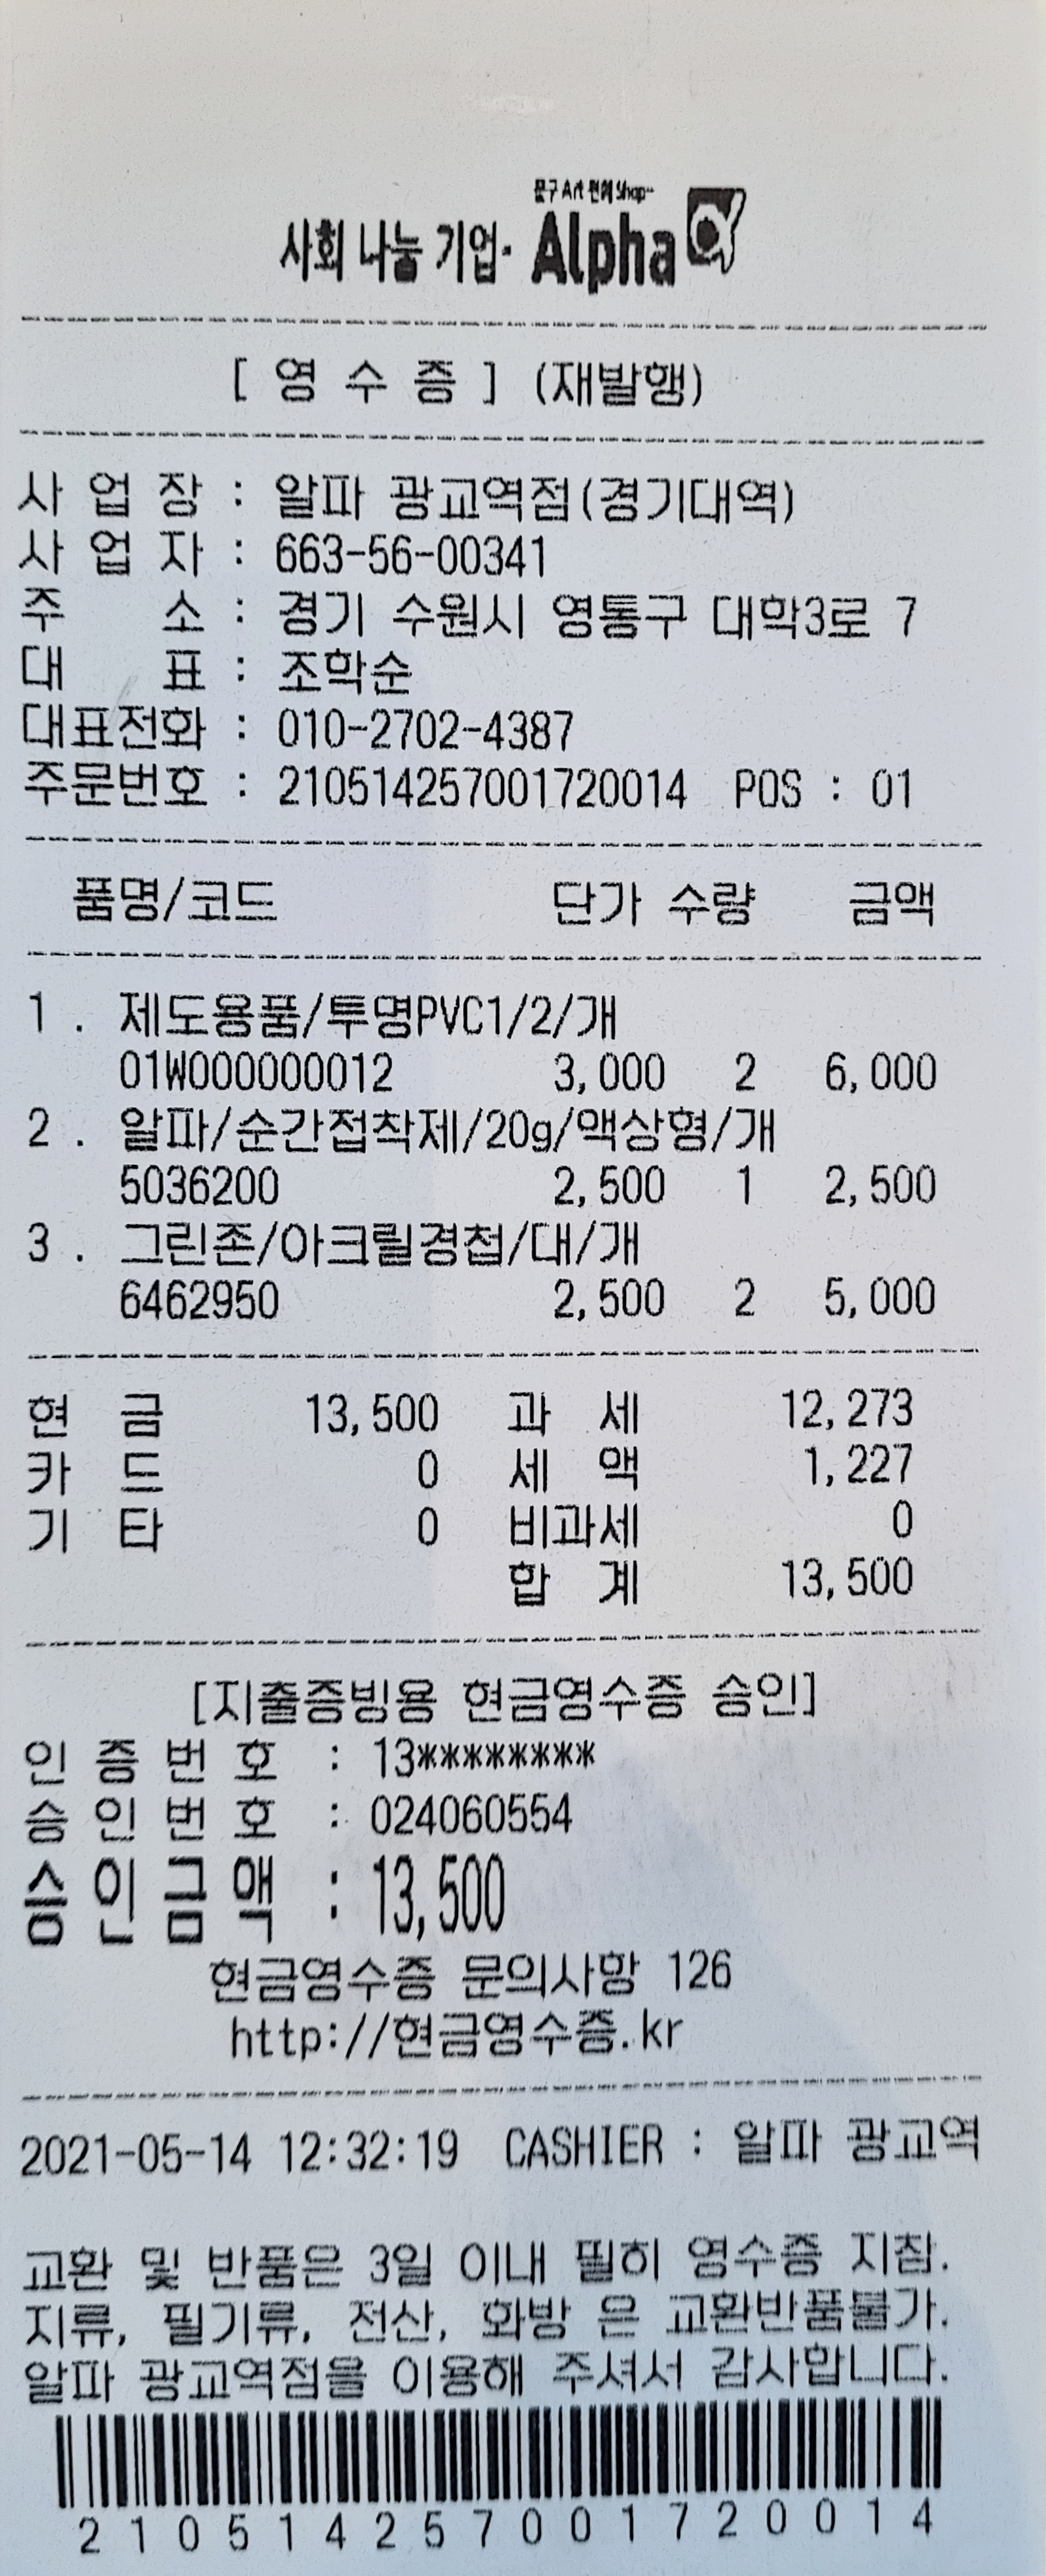 문구 Art 편예 Shop
사회 나눔 기업· Alpha
[ 영 수 증 ] (재발행)
사 업 장 : 알파 광교역점(경기대역)
사 업 자 : 663-56-00341
주 소 : 경기 수원시 영통구 대학3로 7
대 표 : 조학순
대표전화 : 010-2702-4387
주문번호 : 210514257001720014 POS : 01
품명/코드 단가 수량 금액
1 . 제도용품/투명PVC1/2/개
01W000000012 3,000 2 6,000
2 . 알파/순간접착제/20g/액상형/개
5036200 2,500 1 2,500
3 . 그린존/아크릴경첩/대/개
6462950 2,500 2 5,000
현 금 13,500 과 세 12,273
카 드 0 세 액 1,227
기 타 0 비과세 0
합 계 13,500
[지출증빙용 현금영수증 승인]
인 증 번 호 : 13********
승 인 번 호 : 024060554
승 인 금 액 : 13,500
현금영수증 문의사항 126
http://현금영수증.kr
2021-05-14 12:32:19 CASHIER : 알파 광교역
교환 및 반품은 3일 이내 필히 영수증 지참.
지류, 필기류, 전산, 화방 은 교환반품불가.
알파 광교역점을 이용해 주셔서 감사합니다.
210514257001720014